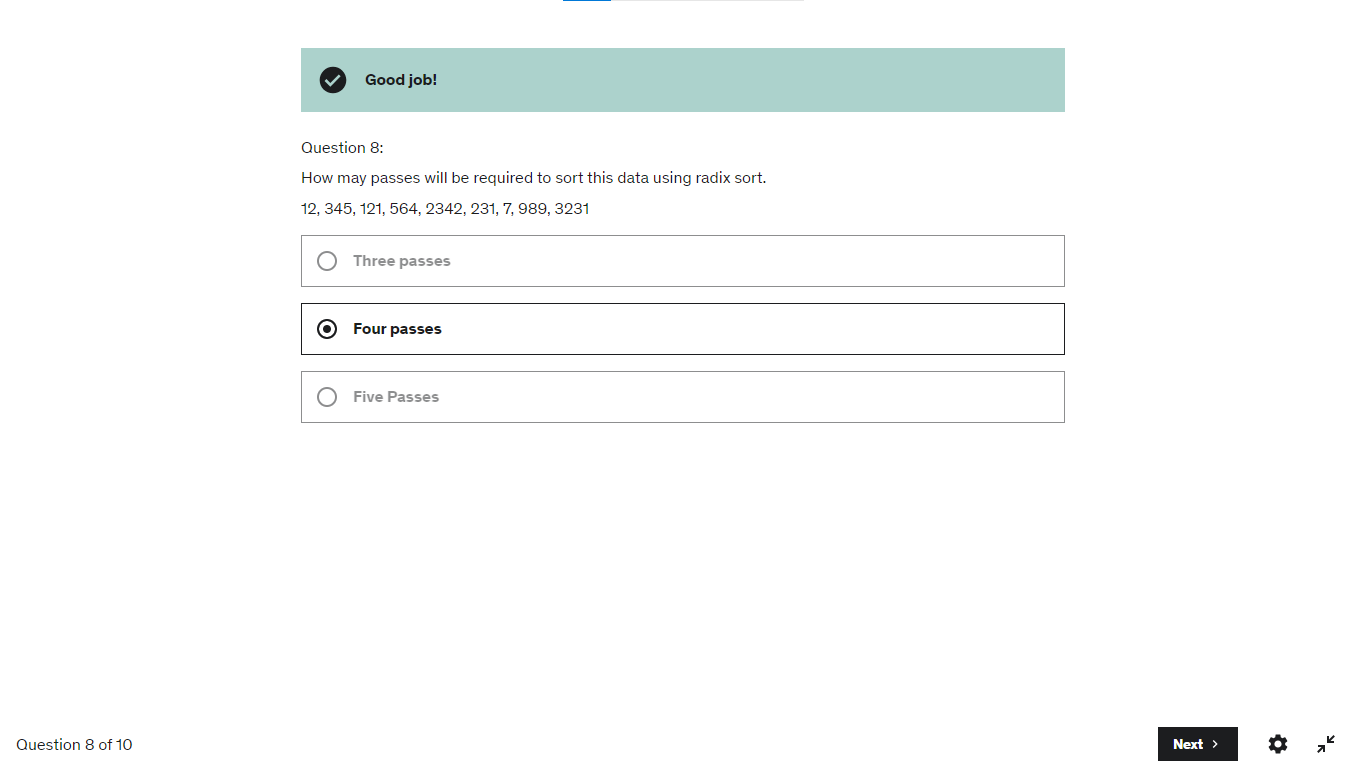 Good job!
Question 8:
How may passes will be required to sort this data using radix sort.
12, 345, 121, 564, 2342, 231, 7, 989, 3231
Three passes
Four passes
Five Passes
Question 8 of 10
Next